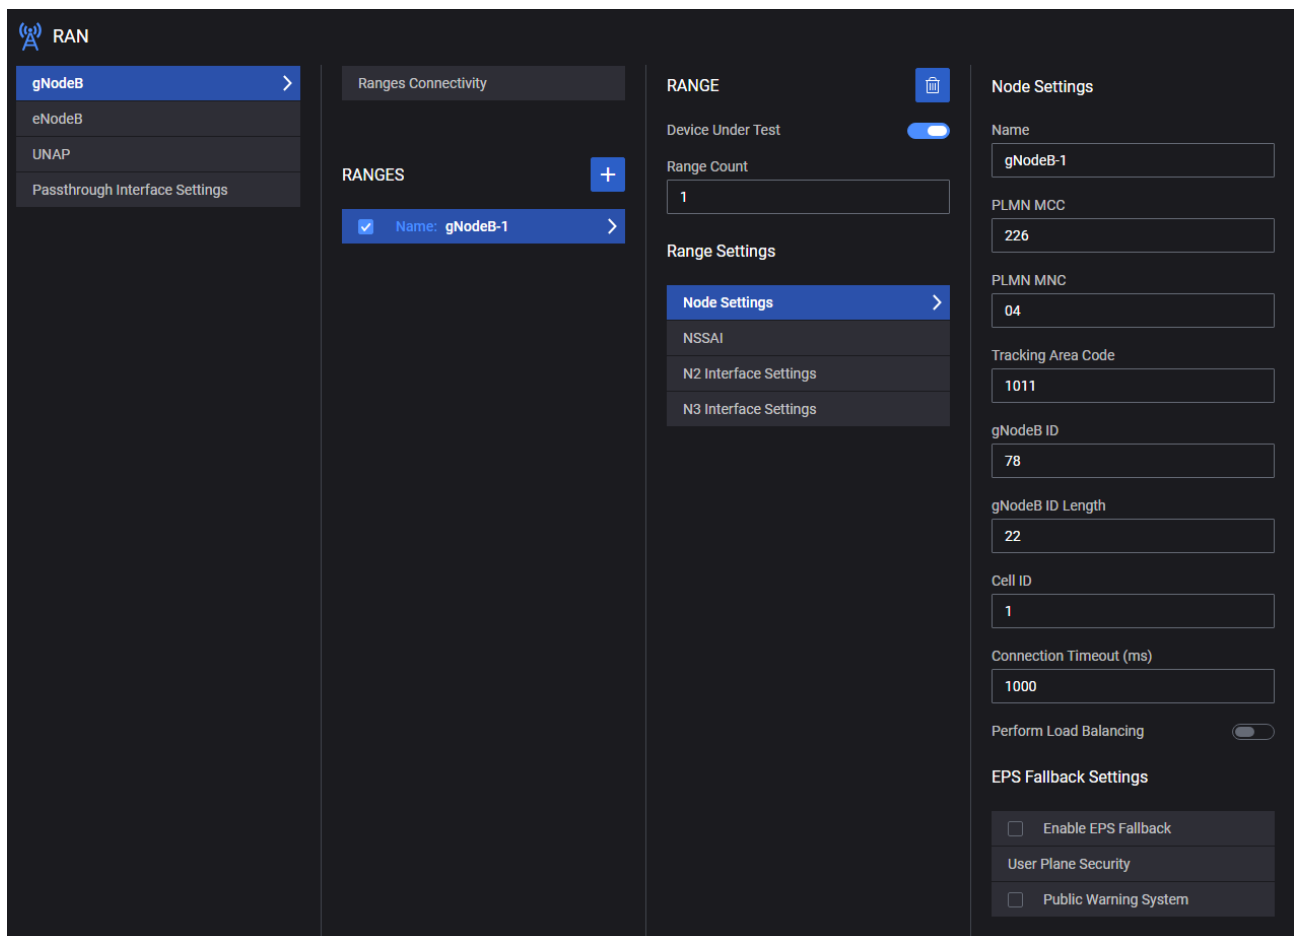 RAN
gNodeB
eNodeB
UNAP
Passthrough Interface Settings
Ranges Connectivity
RANGES
Name: gNodeB-1
RANGE
Device Under Test
Range Count
1
Range Settings
Node Settings
NSSAI
N2 Interface Settings
N3 Interface Settings
Node Settings
Name
gNodeB-1
PLMN MCC
226
PLMN MNC
04
Tracking Area Code
1011
gNodeB ID
78
gNodeB ID Length
22
Cell ID
1
Connection Timeout (ms)
1000
Perform Load Balancing
EPS Fallback Settings
Enable EPS Fallback
User Plane Security
Public Warning System